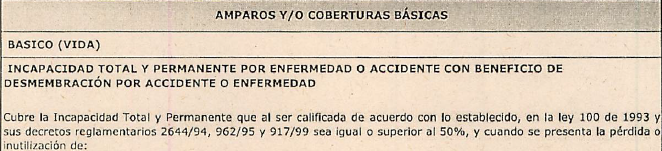 AMPAROS Y/O COBERTURAS BÁSICAS
BASICO (VIDA)
INCAPACIDAD TOTAL Y PERMANENTE POR ENFERMEDAD O ACCIDENTE CON BENEFICIO DE
DESMEMBRACIÓN POR ACCIDENTE O ENFERMEDAD
Cubre la Incapacidad Total y Permanente que al ser calificada de acuerdo con lo establecido, en la ley 100 de 1993 y
sus decretos reglamentarios 2644/94, 962/95 y 917/99 sea igual o superior al 50%, y cuando se presenta la pérdida o
inutilización de: